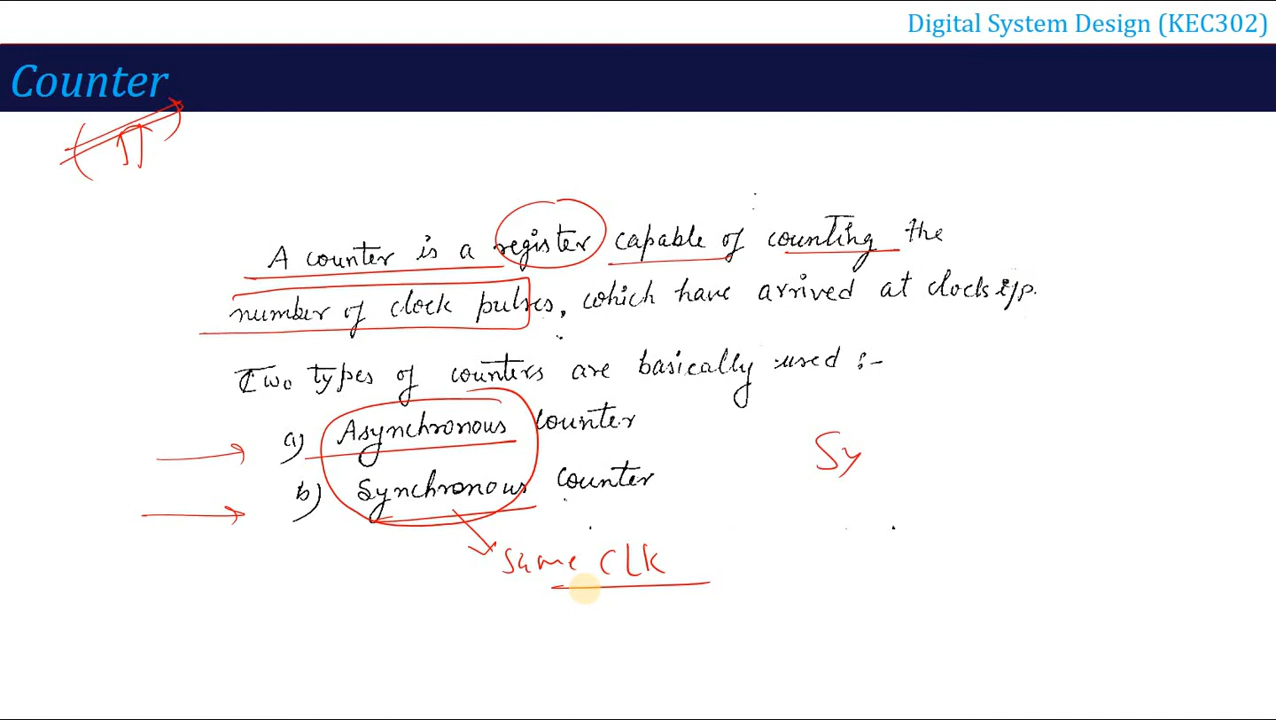 Digital System Design (KEC302)
Counter
A counter is a register capable of counting the
number of clock pulses, which have arrived at clock i/p.
Two types of counters are basically used :-
a) Asynchronous counter
b) Synchronous counter
Sy
Same CLK